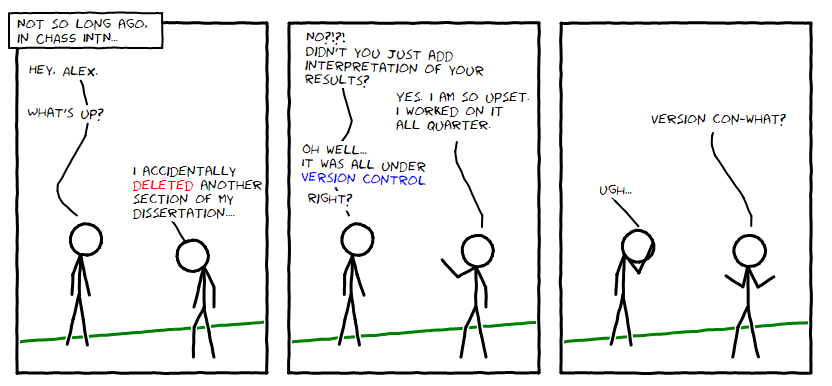 NOT SO LONG AGO,
IN CHASS INTN...
HEY, ALEX.
WHAT'S UP?
I ACCIDENTALLY
DELETED ANOTHER
SECTION OF MY
DISSERTATION....
NO?!?!
DIDN'T YOU JUST ADD
INTERPRETATION OF YOUR
RESULTS?
YES. I AM SO UPSET.
I WORKED ON IT
ALL QUARTER.
OH WELL...
IT WAS ALL UNDER
VERSION CONTROL
RIGHT?
VERSION CON-WHAT?
UGH...